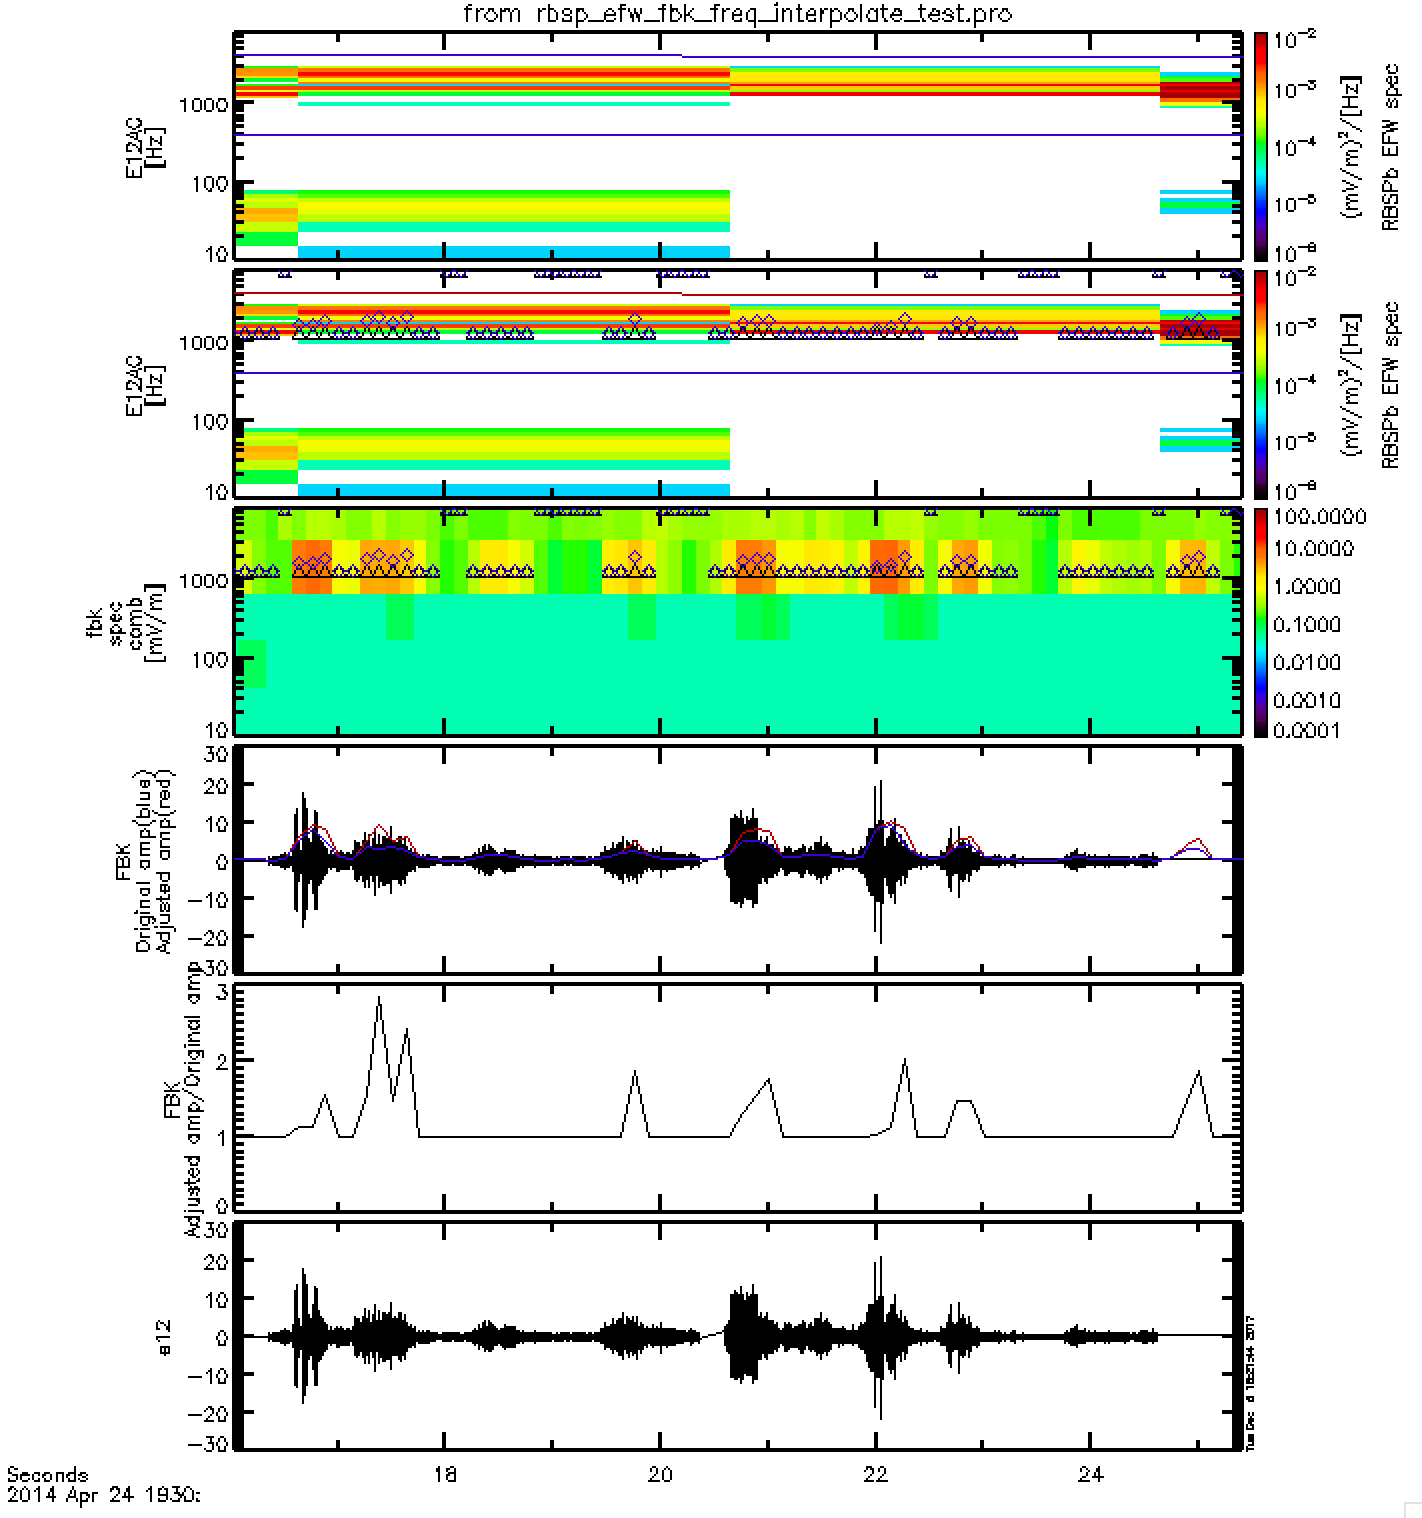 from rbsp_efw_fbk_freq_interpolate_test.pro
E12AC
[Hz]
1000
100
10
10-2
10-3
10-4
10-5
10-6
(mV/m)2/[Hz]
RBSPb EFW spec
E12AC
[Hz]
1000
100
10
10-2
10-3
10-4
10-5
10-6
(mV/m)2/[Hz]
RBSPb EFW spec
fbk
spec
comb
[mV/m]
1000
100
10
100.0000
10.0000
1.0000
0.1000
0.0100
0.0010
0.0001
FBK
Original amp(blue)
Adjusted amp(red)
30
20
10
0
-10
-20
-30
FBK
Adjusted amp/Original amp
3
2
1
0
e12
30
20
10
0
-10
-20
-30
18
20
22
24
Seconds
2014 Apr 24 1930:
Tue Dec 2017